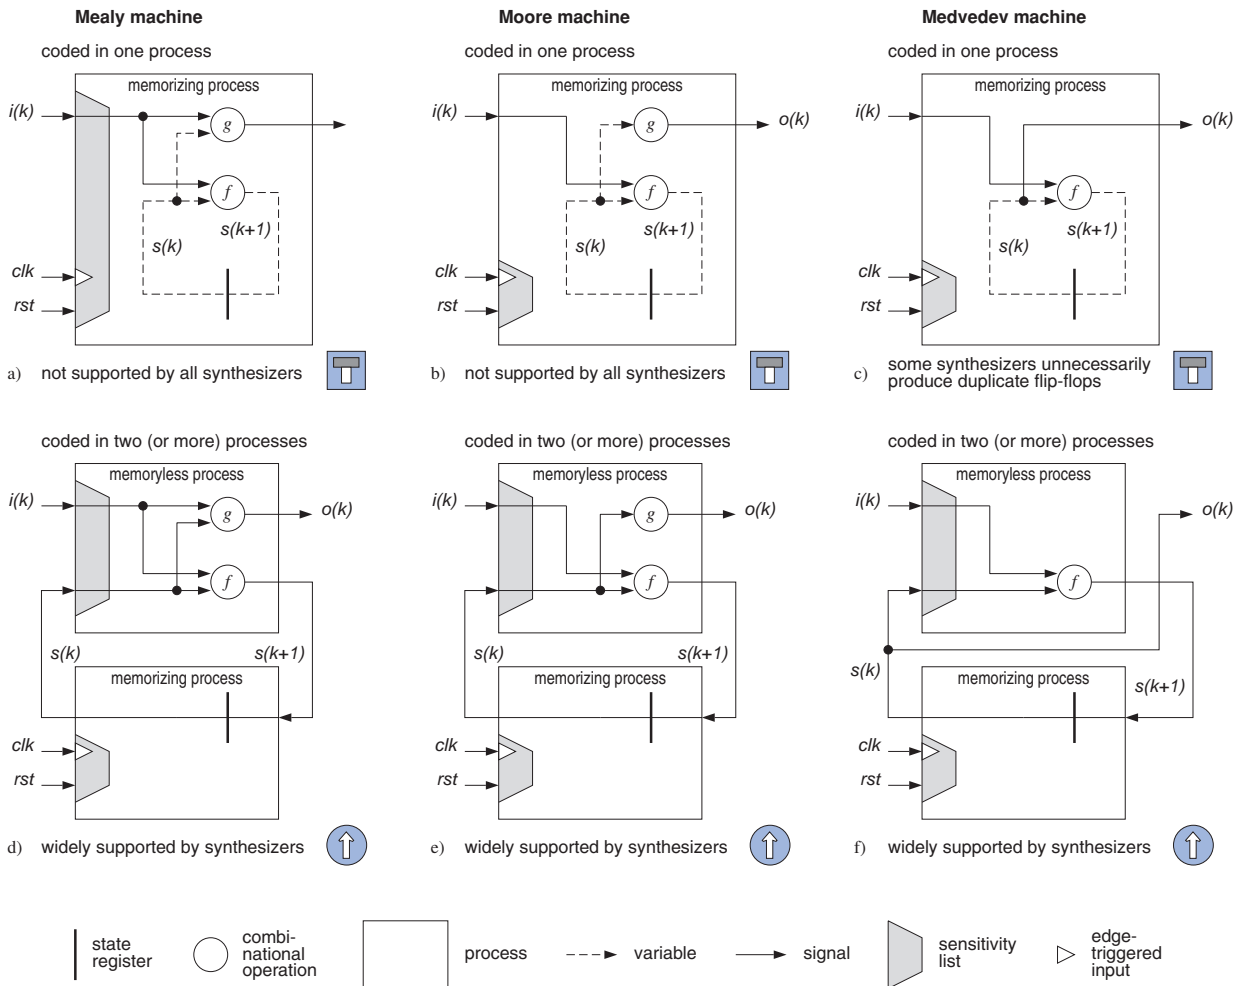 Mealy machine
Moore machine
Medvedev machine
coded in one process
coded in one process
coded in one process
memorizing process
memorizing process
memorizing process
i(k)
g
i(k)
g
o(k)
i(k)
o(k)
f
f
f
s(k)
s(k+1)
s(k)
s(k+1)
s(k)
s(k+1)
clk
clk
clk
rst
rst
rst
a) not supported by all synthesizers
b) not supported by all synthesizers
c) some synthesizers unnecessarily
produce duplicate flip-flops
coded in two (or more) processes
coded in two (or more) processes
coded in two (or more) processes
memoryless process
memoryless process
memoryless process
i(k)
g
o(k)
i(k)
g
o(k)
i(k)
o(k)
f
f
f
s(k)
s(k+1)
s(k)
s(k+1)
s(k)
s(k+1)
memorizing process
memorizing process
memorizing process
clk
clk
clk
rst
rst
rst
d) widely supported by synthesizers
e) widely supported by synthesizers
f) widely supported by synthesizers
state
register
combi-
national
operation
process
variable
signal
sensitivity
list
edge-
triggered
input